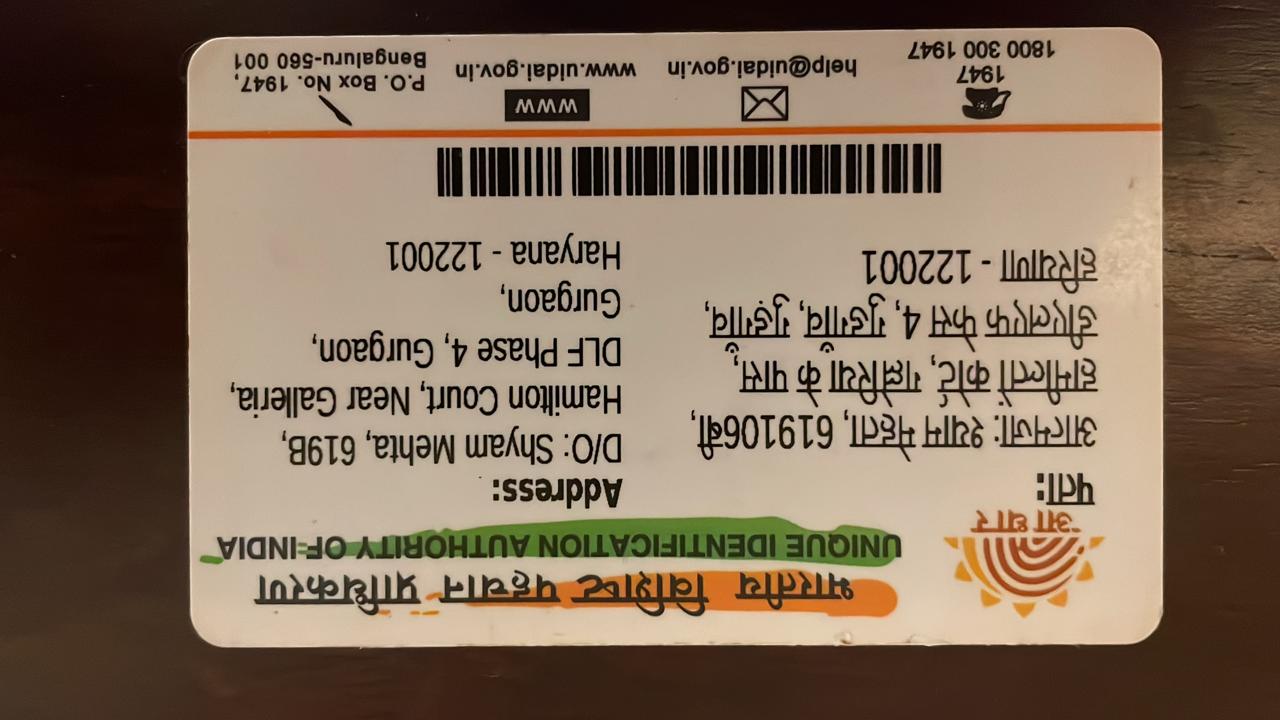 भारतीय विशिष्ट पहचान प्राधिकरण
UNIQUE IDENTIFICATION AUTHORITY OF INDIA
आधार
पता:
आत्मजा: श्याम मेहता, 619106बी,
हामील्तों कोर्ट, गल्लरिया के पास,
डीएलएफ फेस 4, गुड़गाँव, गुड़गाँव,
हरियाणा - 122001
Address:
D/O: Shyam Mehta, 619B,
Hamilton Court, Near Galleria,
DLF Phase 4, Gurgaon,
Gurgaon,
Haryana - 122001
1947
1800 300 1947
help@uidai.gov.in
www
www.uidai.gov.in
P.O. Box No. 1947,
Bengaluru-560 001